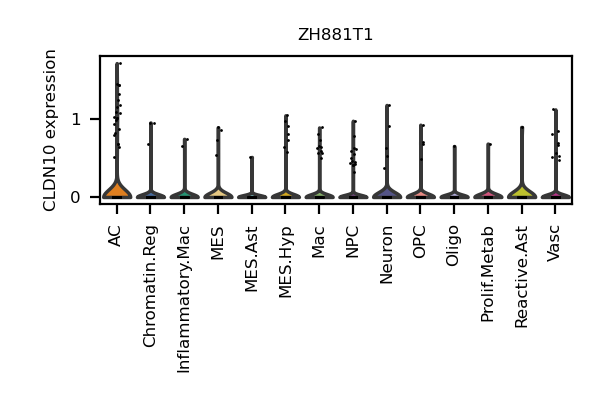 ZH881T1
CLDN10 expression
1
0
AC
Chromatin.Reg
Inflammatory.Mac
MES
MES.Ast
MES.Hyp
Mac
NPC
Neuron
OPC
Oligo
Prolif.Metab
Reactive.Ast
Vasc